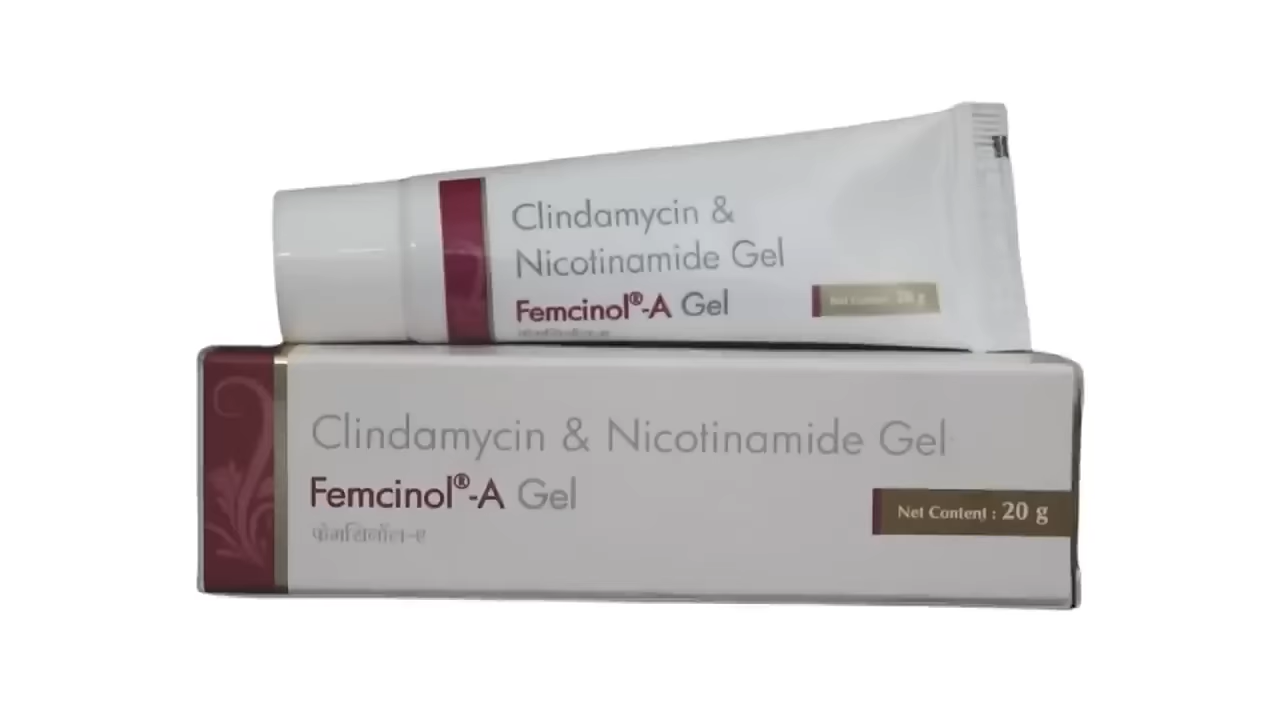 Clindamycin &
Nicotinamide Gel
Femcinol®-A Gel
Net Content : 20 g
Clindamycin & Nicotinamide Gel
Femcinol®-A Gel
फेमसिनॉल-ए
Net Content : 20 g